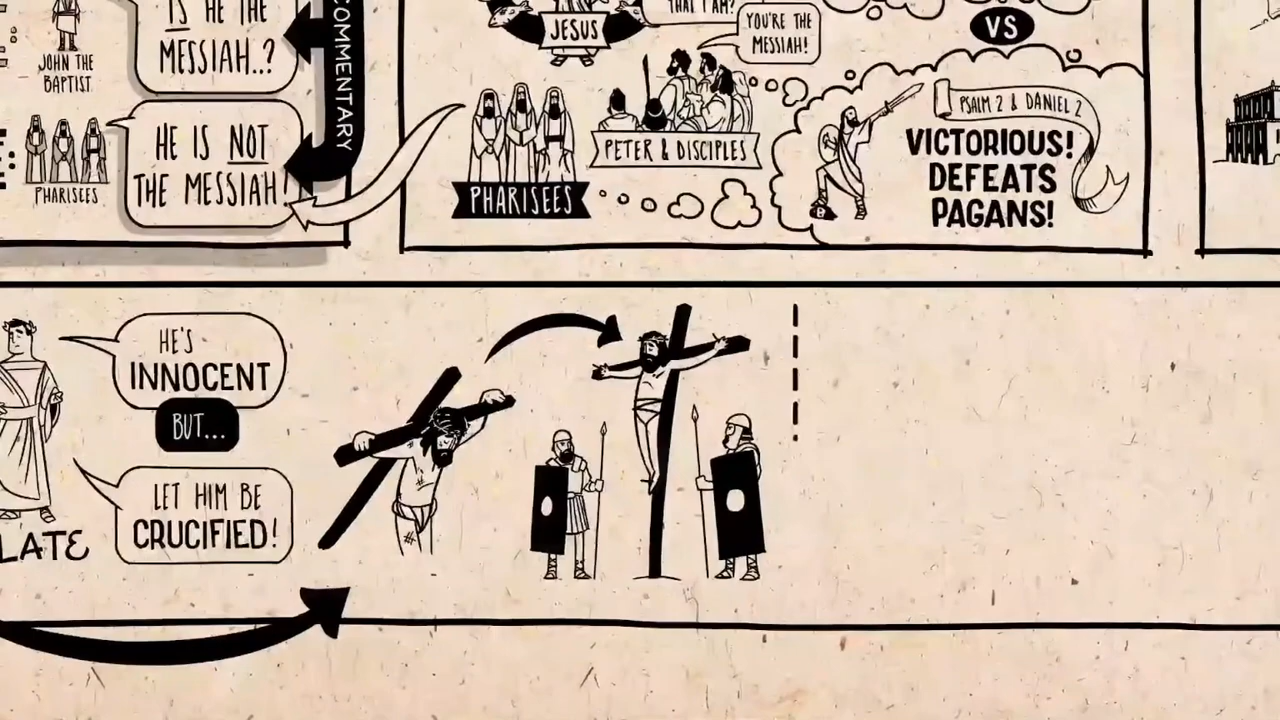 IS HE THE
MESSIAH..?
JOHN THE
BAPTIST
COMMENTARY
HE IS NOT
THE MESSIAH!
PHARISEES
JESUS
THAT I AM?
YOU'RE THE
MESSIAH!
PETER & DISCIPLES
PHARISEES
VS
PSALM 2 & DANIEL 2
VICTORIOUS!
DEFEATS
PAGANS!
HE'S
INNOCENT
BUT...
LET HIM BE
CRUCIFIED!
LATE